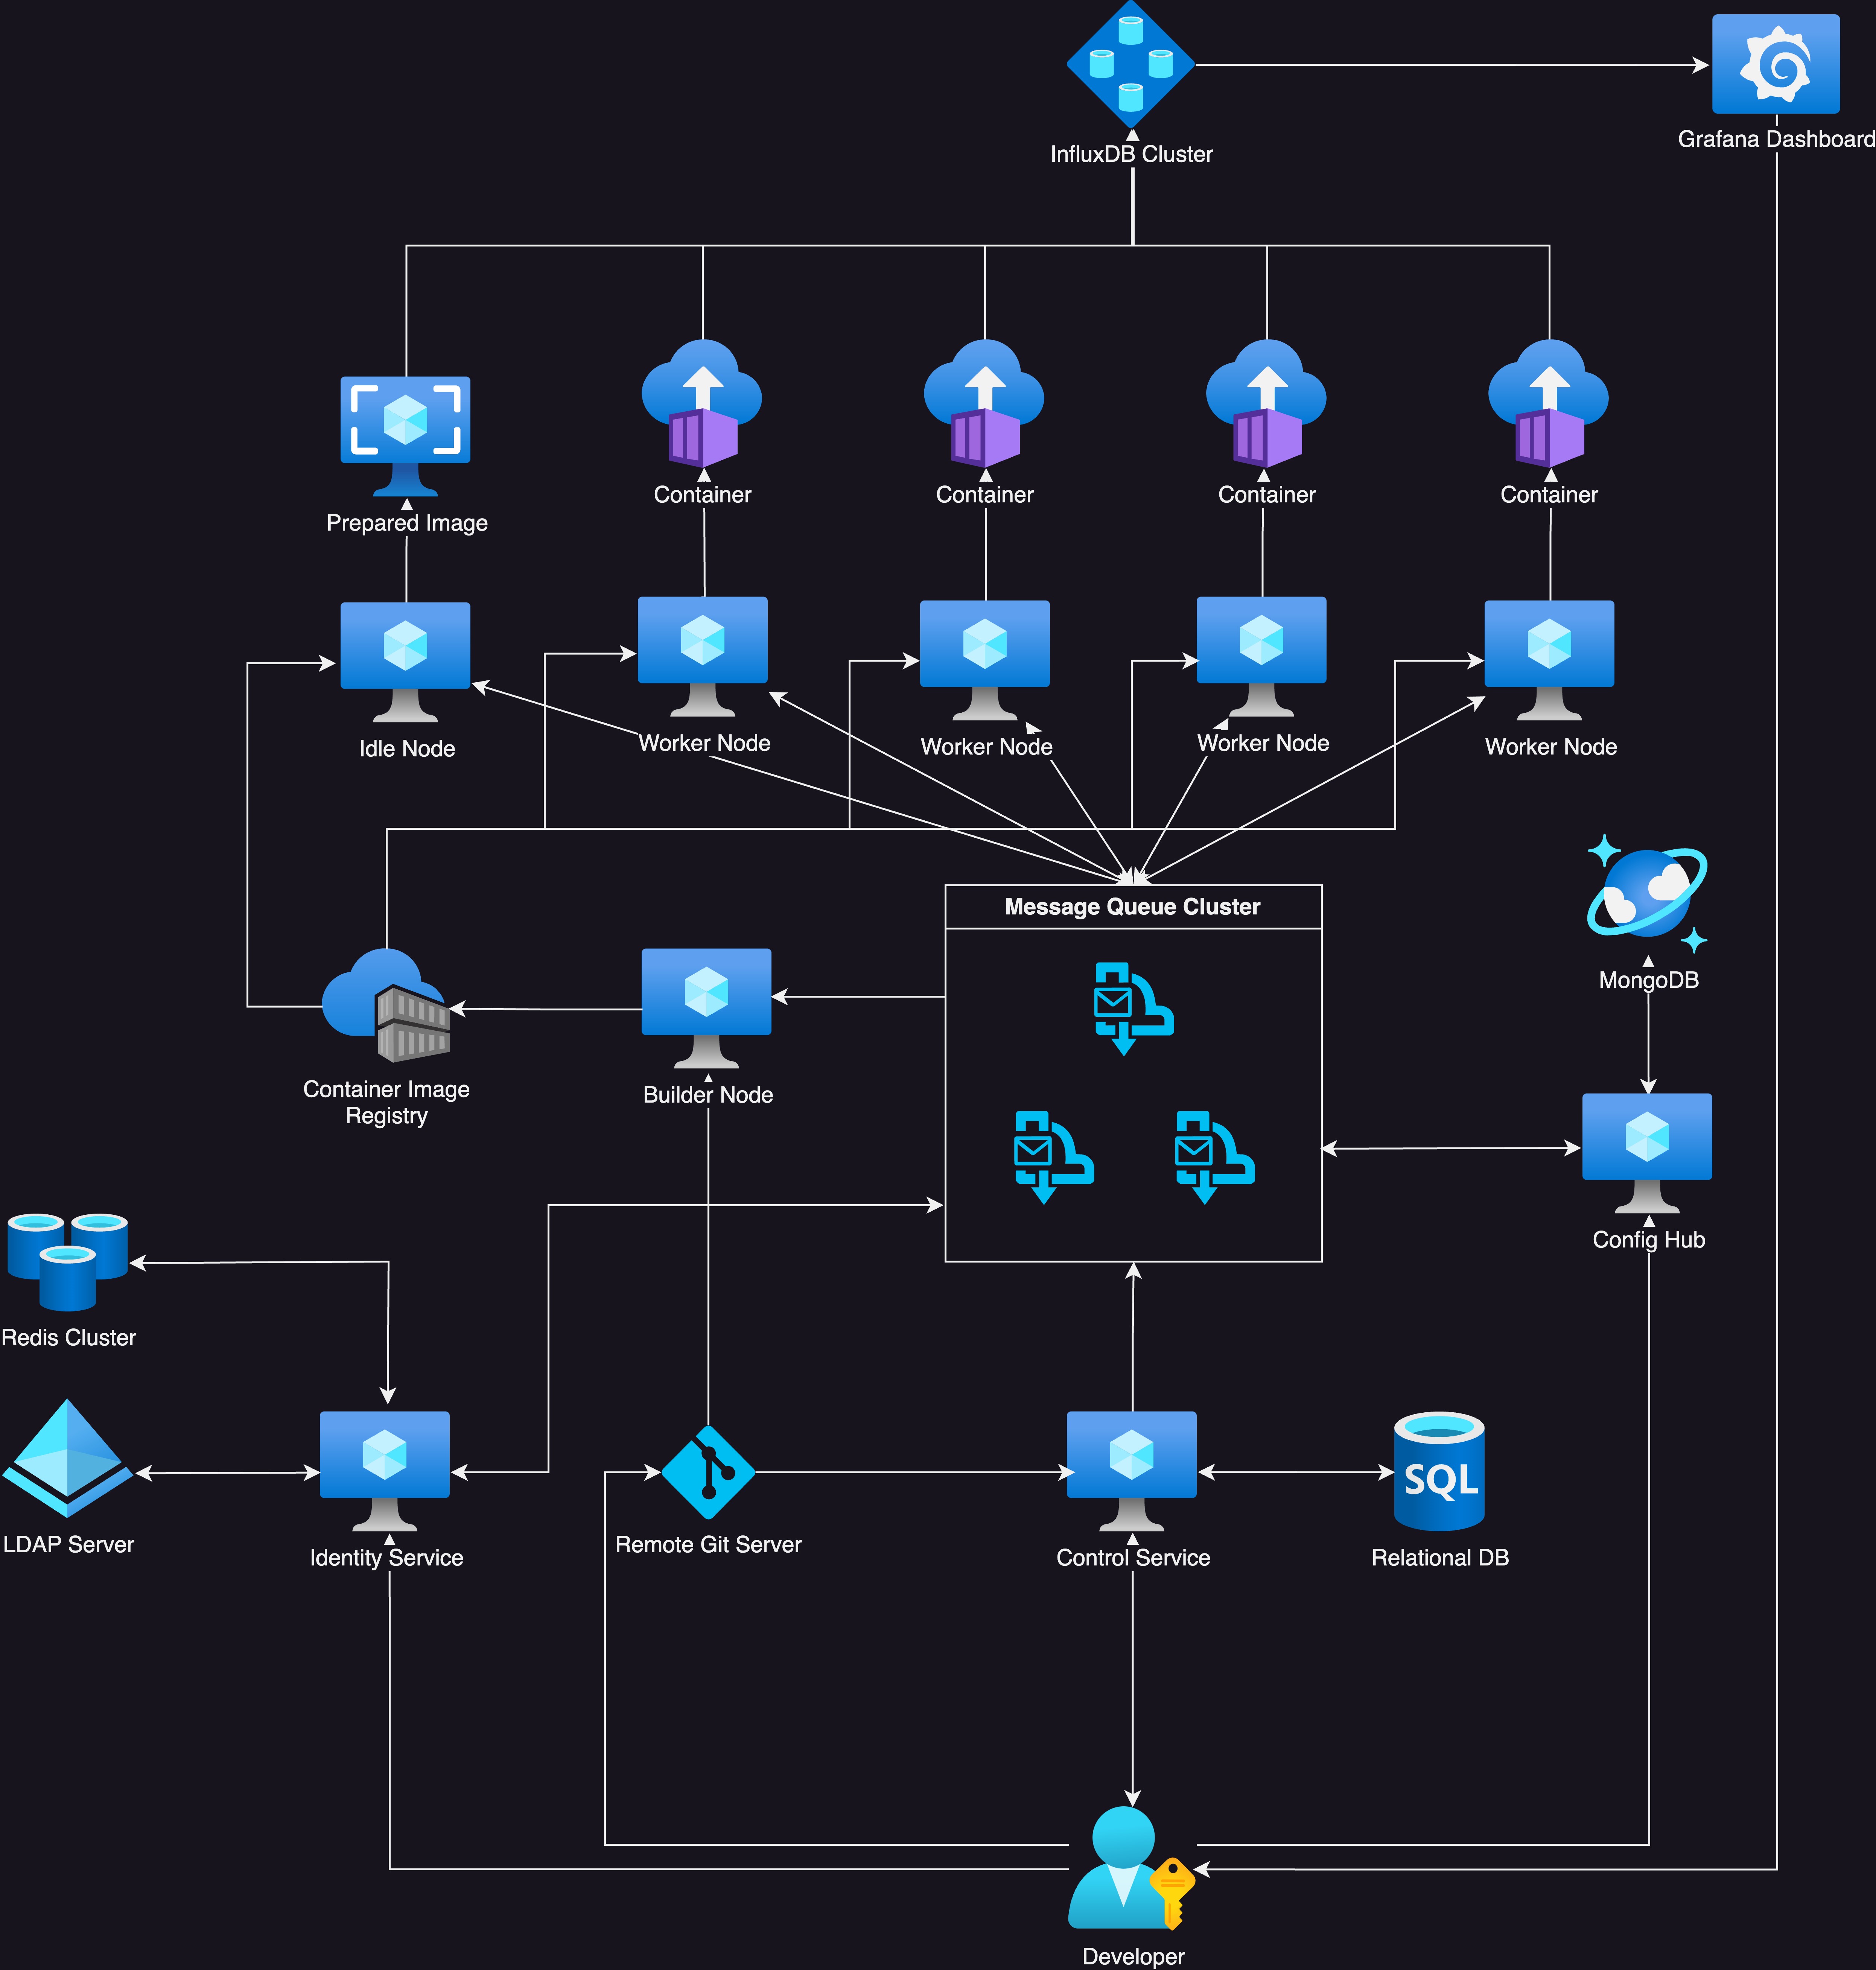 InfluxDB Cluster
Grafana Dashboard
Prepared Image
Container
Container
Container
Container
Idle Node
Worker Node
Worker Node
Worker Node
Worker Node
Message Queue Cluster
MongoDB
Container Image
Registry
Builder Node
Config Hub
Redis Cluster
LDAP Server
Identity Service
Remote Git Server
Control Service
SQL
Relational DB
Developer